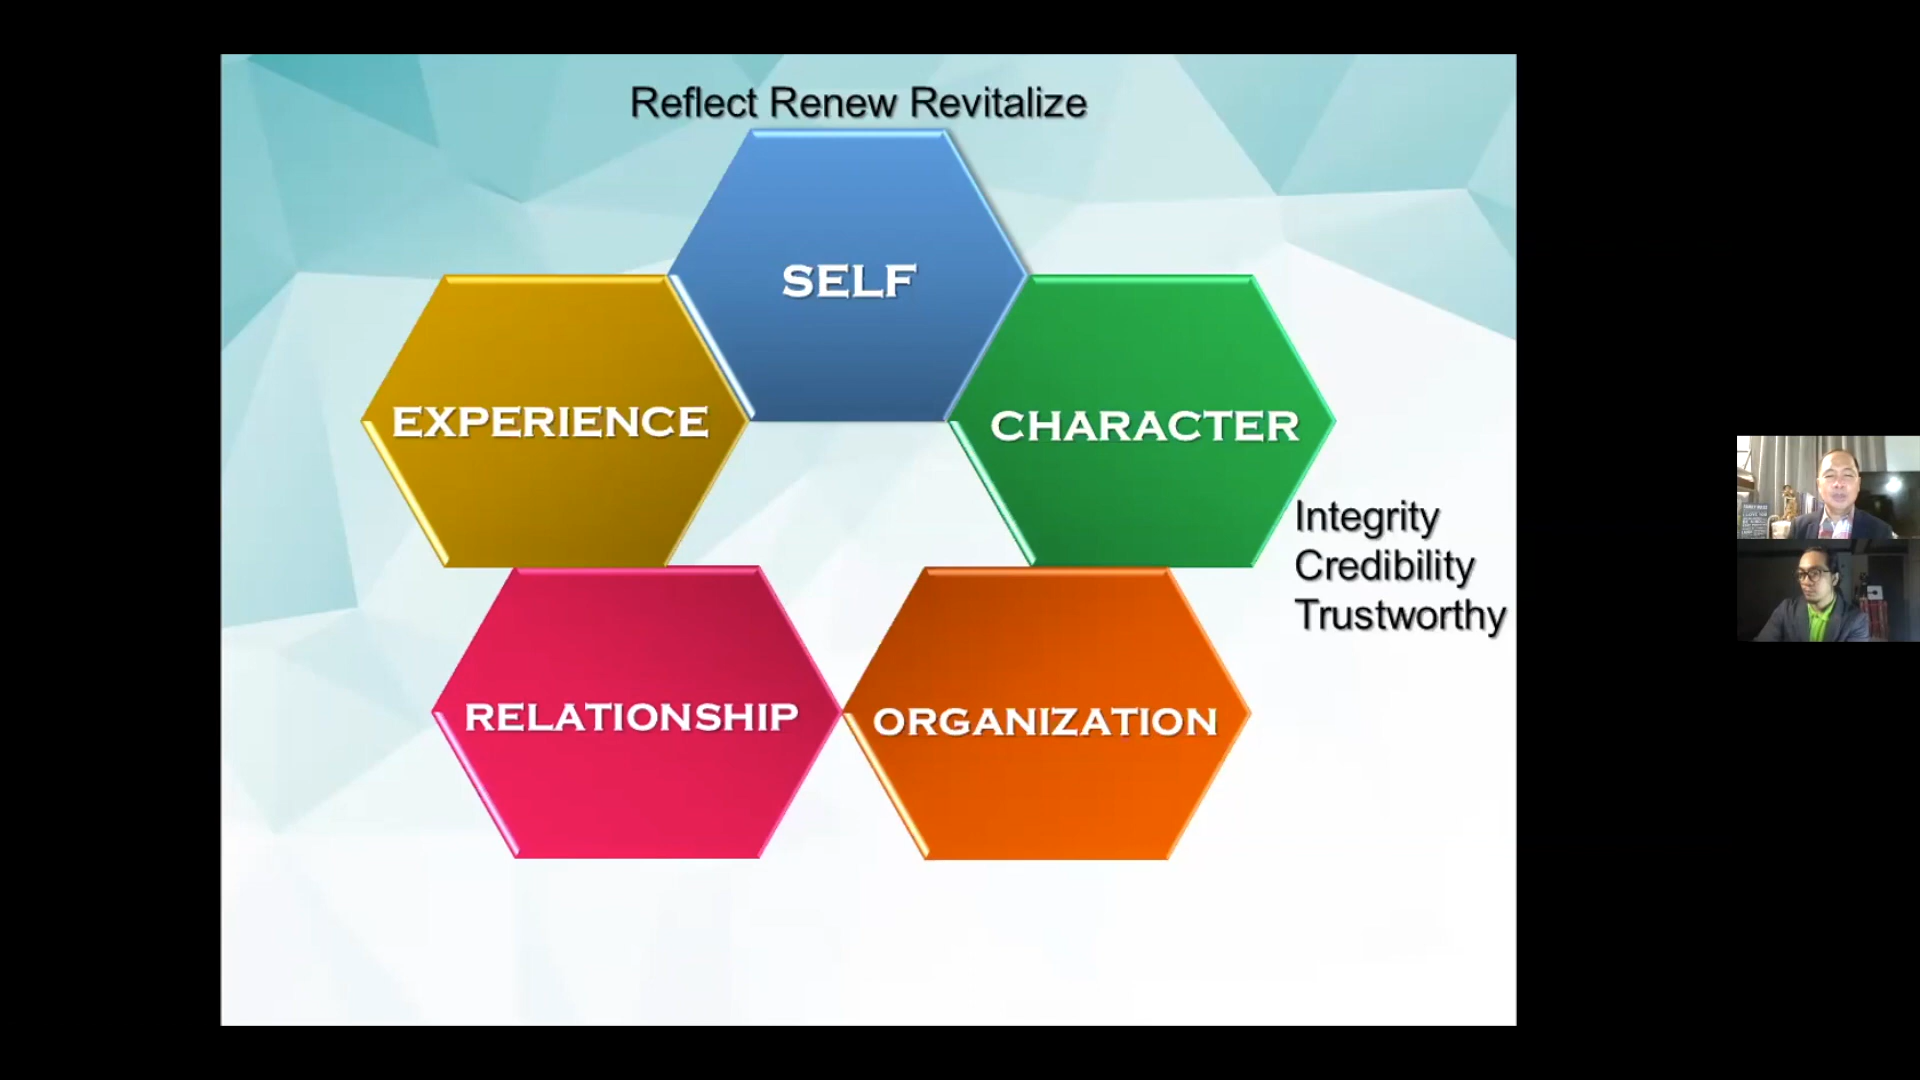 Reflect Renew Revitalize
SELF
EXPERIENCE
CHARACTER
Integrity
Credibility
Trustworthy
RELATIONSHIP
ORGANIZATION